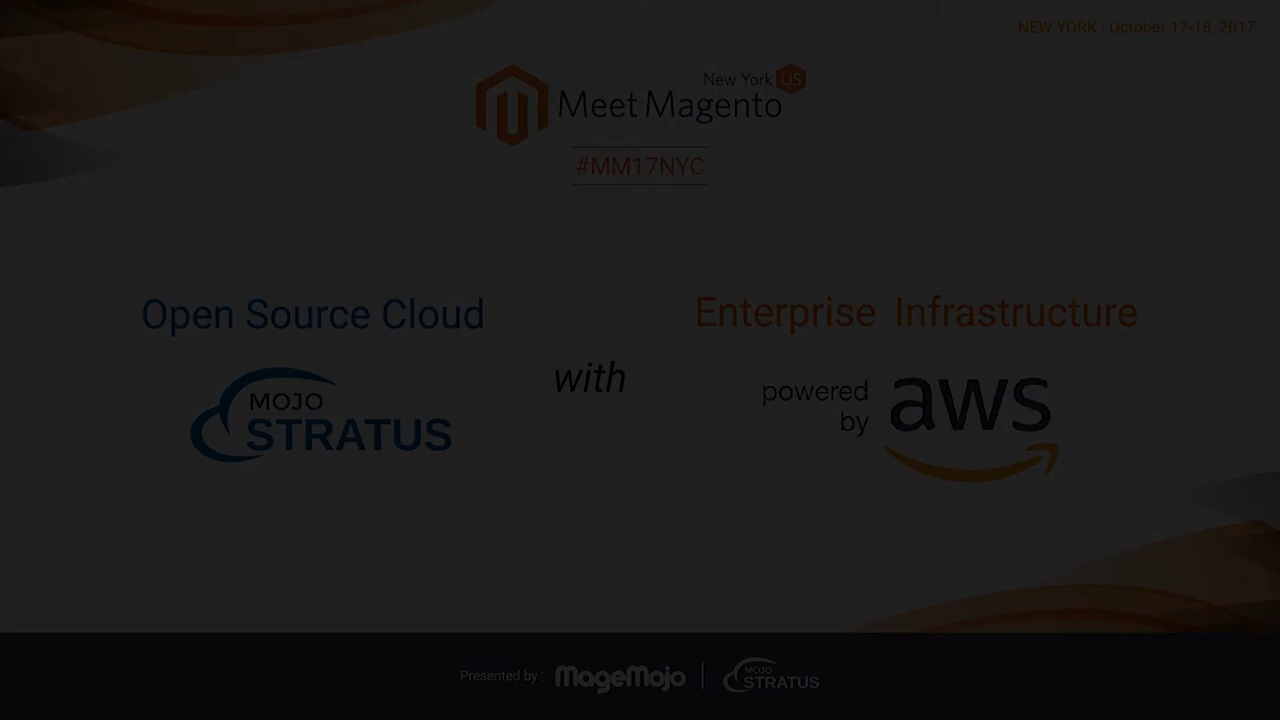 NEW YORK | October 17-18, 2017
New York US
Meet Magento
#MM17NYC
Open Source Cloud
MOJO
STRATUS
with
Enterprise Infrastructure
powered
by
aws
Presented by :
MageMojo
MOJO
STRATUS